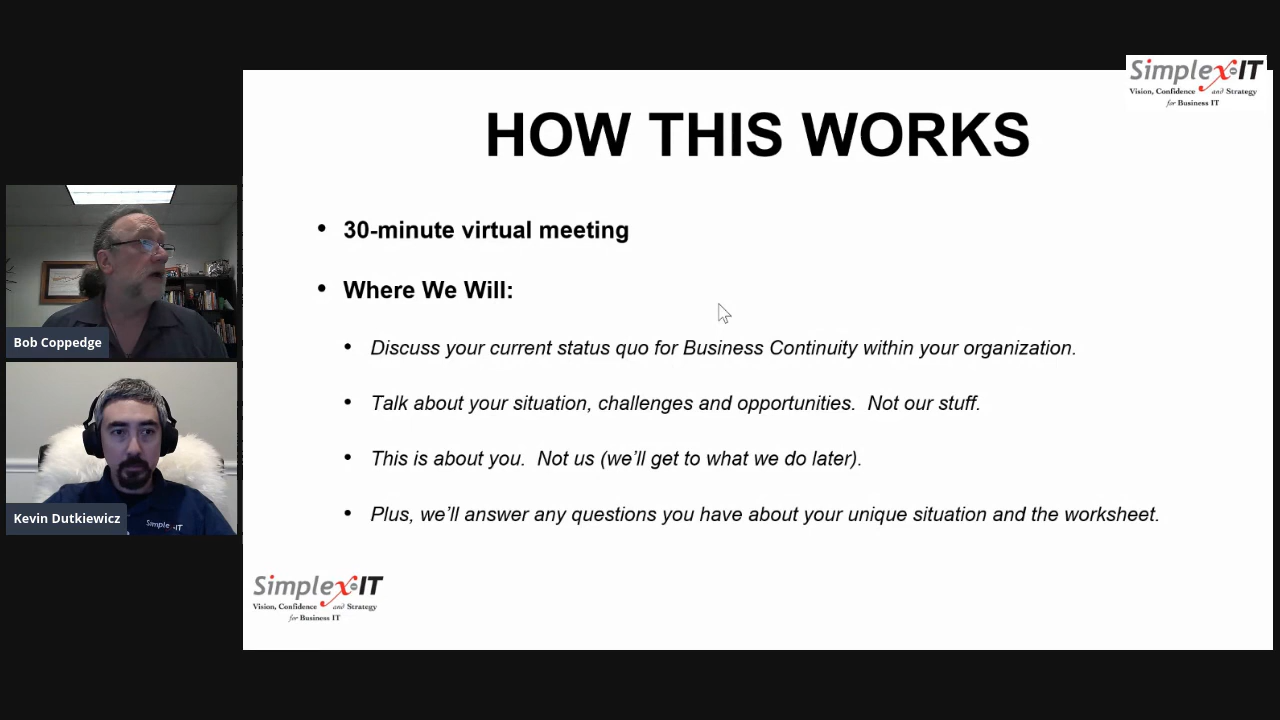 Simplex-IT
Vision, Confidence and Strategy
for Business IT
HOW THIS WORKS
• 30-minute virtual meeting
• Where We Will:
• Discuss your current status quo for Business Continuity within your organization.
• Talk about your situation, challenges and opportunities.  Not our stuff.
• This is about you.  Not us (we’ll get to what we do later).
• Plus, we’ll answer any questions you have about your unique situation and the worksheet.
Simplex-IT
Vision, Confidence and Strategy
for Business IT
Bob Coppedge
Simplex-IT
Kevin Dutkiewicz